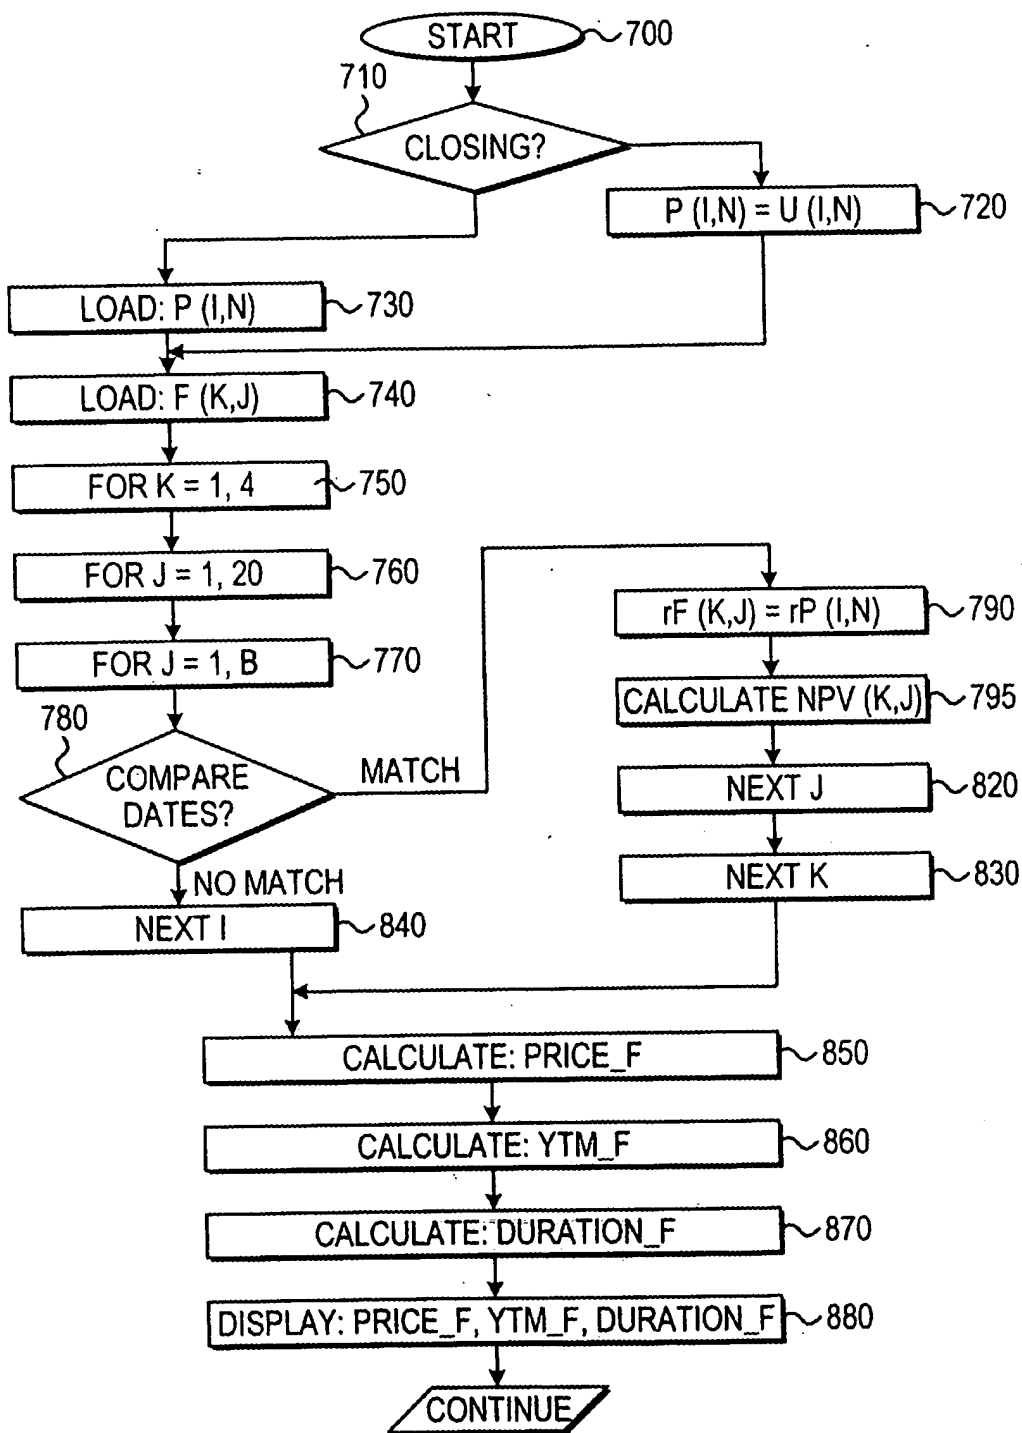 START
700
710
CLOSING?
P (I,N) = U (I,N)
720
LOAD: P (I,N)
730
LOAD: F (K,J)
740
FOR K = 1, 4
750
FOR J = 1, 20
760
FOR J = 1, B
770
780
COMPARE
DATES?
MATCH
NO MATCH
NEXT I
840
rF (K,J) = rP (I,N)
790
CALCULATE NPV (K,J)
795
NEXT J
820
NEXT K
830
CALCULATE: PRICE_F
850
CALCULATE: YTM_F
860
CALCULATE: DURATION_F
870
DISPLAY: PRICE_F, YTM_F, DURATION_F
880
CONTINUE